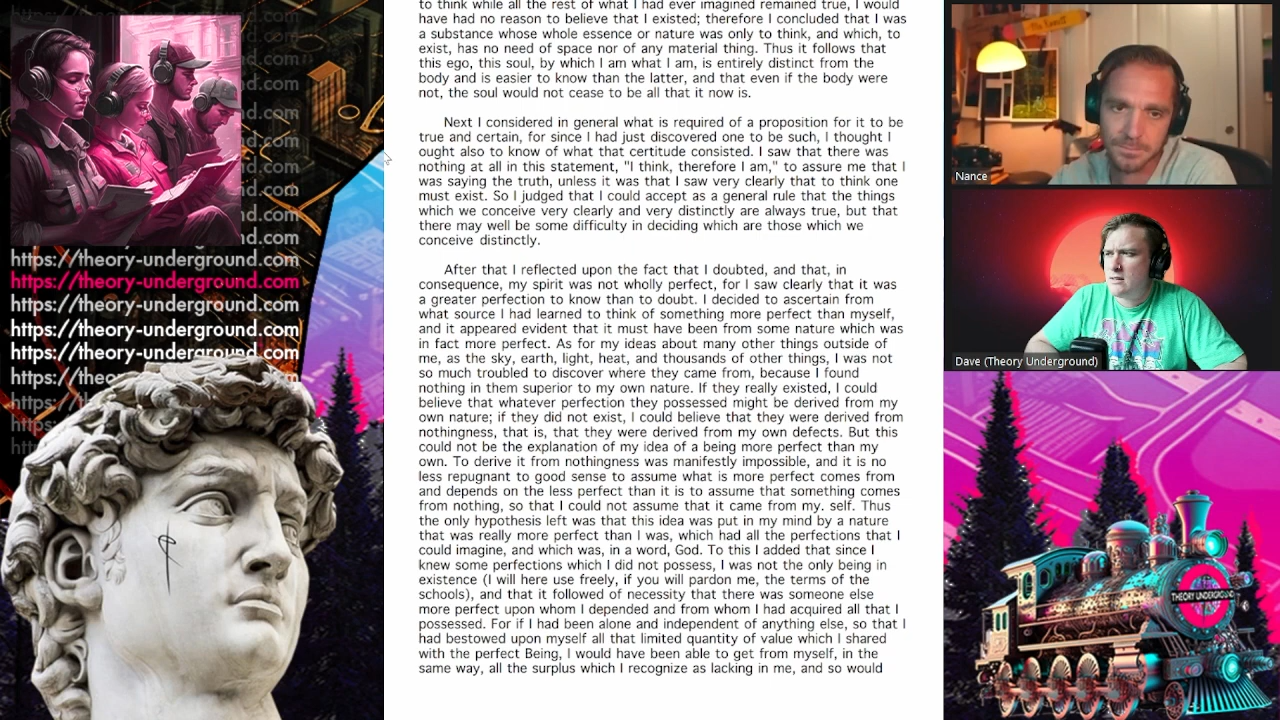 https://theory-underground.com
https://theory-underground.com
https://theory-underground.com
https://theory-underground.com
https://theory-underground.com
to think while all the rest of what I had ever imagined remained true, I would
have had no reason to believe that I existed; therefore I concluded that I was
a substance whose whole essence or nature was only to think, and which, to
exist, has no need of space nor of any material thing. Thus it follows that
this ego, this soul, by which I am what I am, is entirely distinct from the
body and is easier to know than the latter, and that even if the body were
not, the soul would not cease to be all that it now is.
Next I considered in general what is required of a proposition for it to be
true and certain, for since I had just discovered one to be such, I thought I
ought also to know of what that certitude consisted. I saw that there was
nothing at all in this statement, "I think, therefore I am," to assure me that I
was saying the truth, unless it was that I saw very clearly that to think one
must exist. So I judged that I could accept as a general rule that the things
which we conceive very clearly and very distinctly are always true, but that
there may well be some difficulty in deciding which are those which we
conceive distinctly.
After that I reflected upon the fact that I doubted, and that, in
consequence, my spirit was not wholly perfect, for I saw clearly that it was
a greater perfection to know than to doubt. I decided to ascertain from
what source I had learned to think of something more perfect than myself,
and it appeared evident that it must have been from some nature which was
in fact more perfect. As for my ideas about many other things outside of
me, as the sky, earth, light, heat, and thousands of other things, I was not
so much troubled to discover where they came from, because I found
nothing in them superior to my own nature. If they really existed, I could
believe that whatever perfection they possessed might be derived from my
own nature; if they did not exist, I could believe that they were derived from
nothingness, that is, that they were derived from my own defects. But this
could not be the explanation of my idea of a being more perfect than my
own. To derive it from nothingness was manifestly impossible, and it is no
less repugnant to good sense to assume what is more perfect comes from
and depends on the less perfect than it is to assume that something comes
from nothing, so that I could not assume that it came from my. self. Thus
the only hypothesis left was that this idea was put in my mind by a nature
that was really more perfect than I was, which had all the perfections that I
could imagine, and which was, in a word, God. To this I added that since I
knew some perfections which I did not possess, I was not the only being in
existence (I will here use freely, if you will pardon me, the terms of the
schools), and that it followed of necessity that there was someone else
more perfect upon whom I depended and from whom I had acquired all that I
possessed. For if I had been alone and independent of anything else, so that I
had bestowed upon myself all that limited quantity of value which I shared
with the perfect Being, I would have been able to get from myself, in the
same way, all the surplus which I recognize as lacking in me, and so would
Nance
Dave (Theory Underground)
THEORY UNDERGROUND